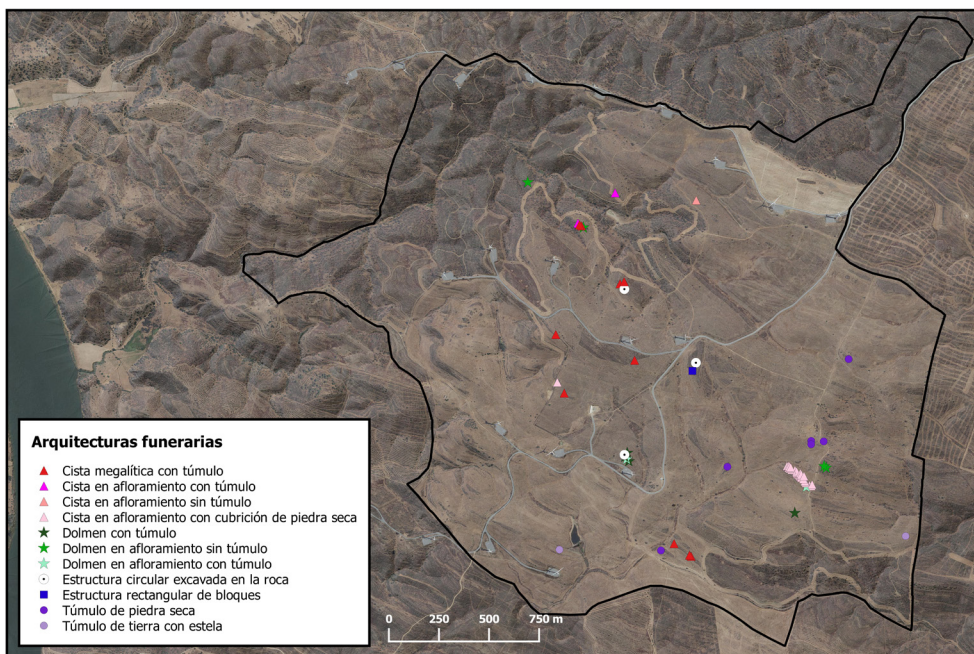 Arquitecturas funerarias
Cista megalítica con túmulo
Cista en afloramiento con túmulo
Cista en afloramiento sin túmulo
Cista en afloramiento con cubrición de piedra seca
Dolmen con túmulo
Dolmen en afloramiento sin túmulo
Dolmen en afloramiento con túmulo
Estructura circular excavada en la roca
Estructura rectangular de bloques
Túmulo de piedra seca
Túmulo de tierra con estela
0 250 500 750 m